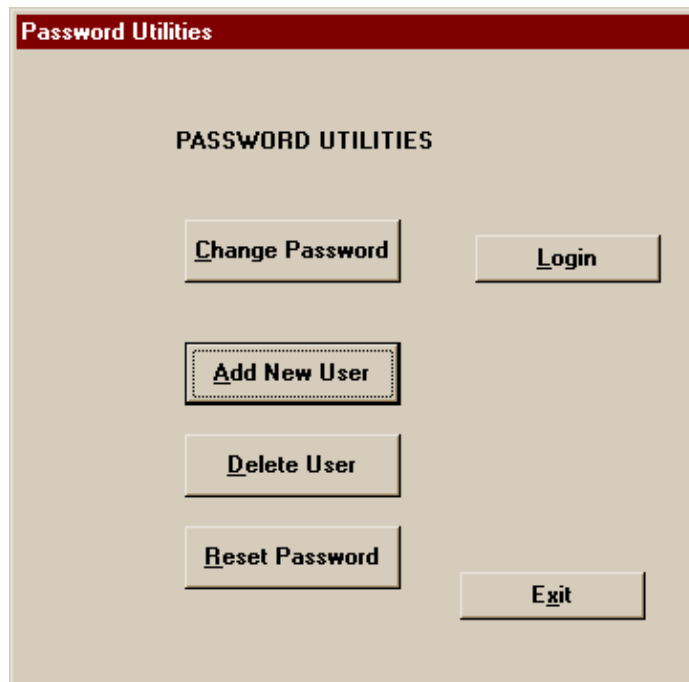 Password Utilities
PASSWORD UTILITIES
Change Password
Login
Add New User
Delete User
Reset Password
Exit